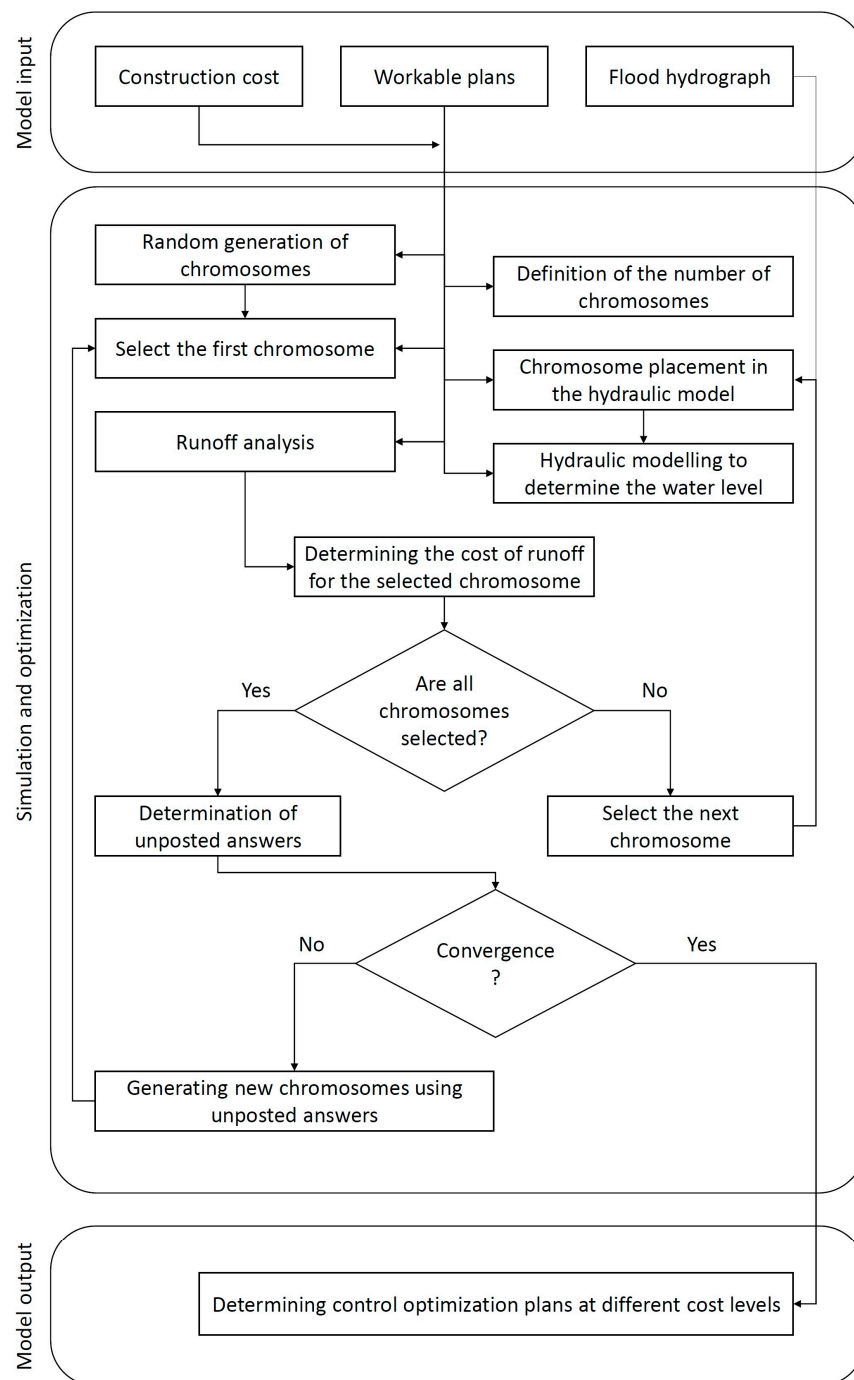 Model input
Construction cost
Workable plans
Flood hydrograph
Simulation and optimization
Random generation of
chromosomes
Definition of the number of
chromosomes
Select the first chromosome
Chromosome placement in
the hydraulic model
Runoff analysis
Hydraulic modelling to
determine the water level
Determining the cost of runoff
for the selected chromosome
Are all
chromosomes
selected?
Yes
No
Determination of
unposted answers
Select the next
chromosome
Convergence
?
No
Yes
Generating new chromosomes using
unposted answers
Model output
Determining control optimization plans at different cost levels